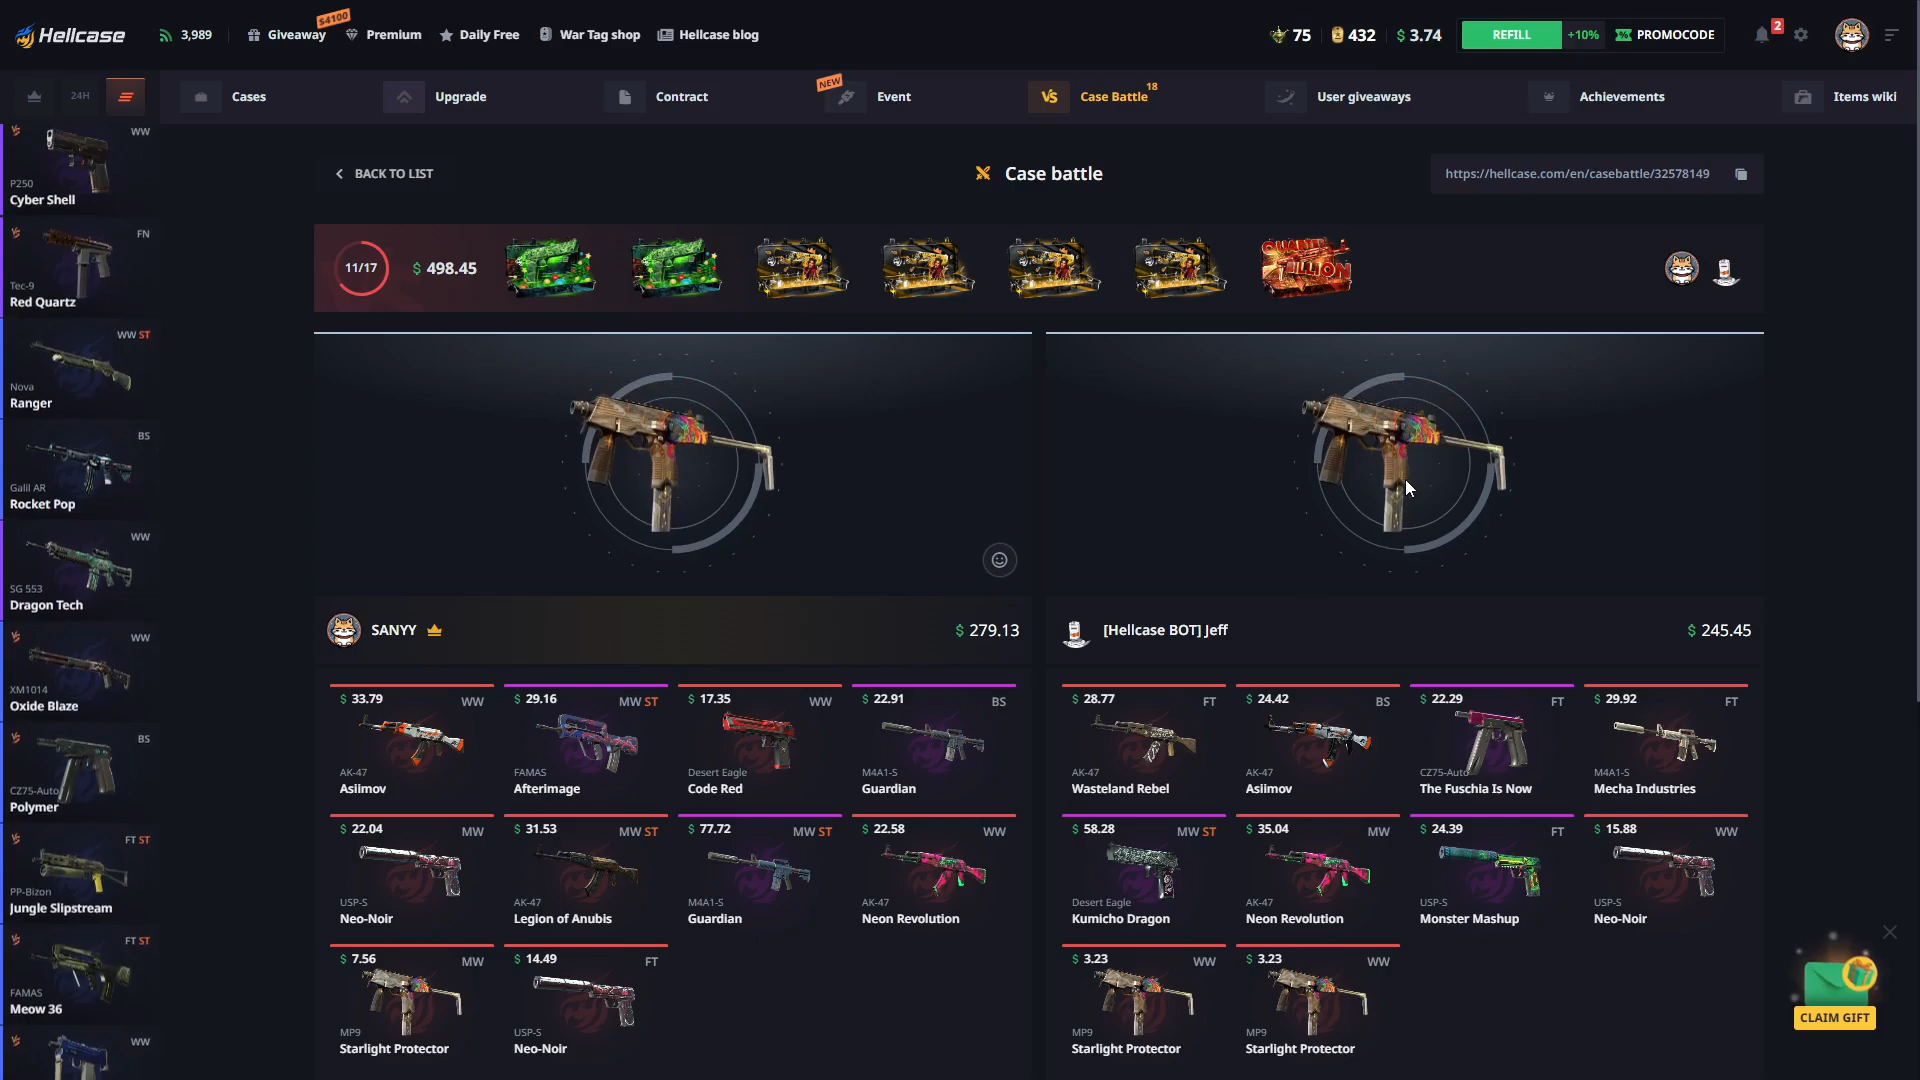 Hellcase
3,989
Giveaway
$4100
Premium
Daily Free
War Tag shop
Hellcase blog
75
432
$ 3.74
REFILL
+10%
PROMOCODE
2
24H
Cases
Upgrade
Contract
NEW
Event
VS
Case Battle 18
User giveaways
Achievements
Items wiki
WW
P250
Cyber Shell
FN
Tec-9
Red Quartz
WW ST
Nova
Ranger
BS
Galil AR
Rocket Pop
WW
SG 553
Dragon Tech
WW
XM1014
Oxide Blaze
BS
CZ75-Auto
Polymer
FT ST
PP-Bizon
Jungle Slipstream
FT ST
FAMAS
Meow 36
WW
BACK TO LIST
Case battle
https://hellcase.com/en/casebattle/32578149
11/17
$ 498.45
SANYY
$ 279.13
[Hellcase BOT] Jeff
$ 245.45
$ 33.79
WW
AK-47
Asiimov
$ 29.16
MW ST
FAMAS
Afterimage
$ 17.35
WW
Desert Eagle
Code Red
$ 22.91
BS
M4A1-S
Guardian
$ 22.04
MW
USP-S
Neo-Noir
$ 31.53
MW ST
AK-47
Legion of Anubis
$ 77.72
MW ST
M4A1-S
Guardian
$ 22.58
WW
AK-47
Neon Revolution
$ 7.56
MW
MP9
Starlight Protector
$ 14.49
FT
USP-S
Neo-Noir
$ 28.77
FT
AK-47
Wasteland Rebel
$ 24.42
BS
AK-47
Asiimov
$ 22.29
FT
CZ75-Auto
The Fuschia Is Now
$ 29.92
FT
M4A1-S
Mecha Industries
$ 58.28
MW ST
Desert Eagle
Kumicho Dragon
$ 35.04
MW
AK-47
Neon Revolution
$ 24.39
FT
USP-S
Monster Mashup
$ 15.88
WW
USP-S
Neo-Noir
$ 3.23
WW
MP9
Starlight Protector
$ 3.23
WW
MP9
Starlight Protector
CLAIM GIFT